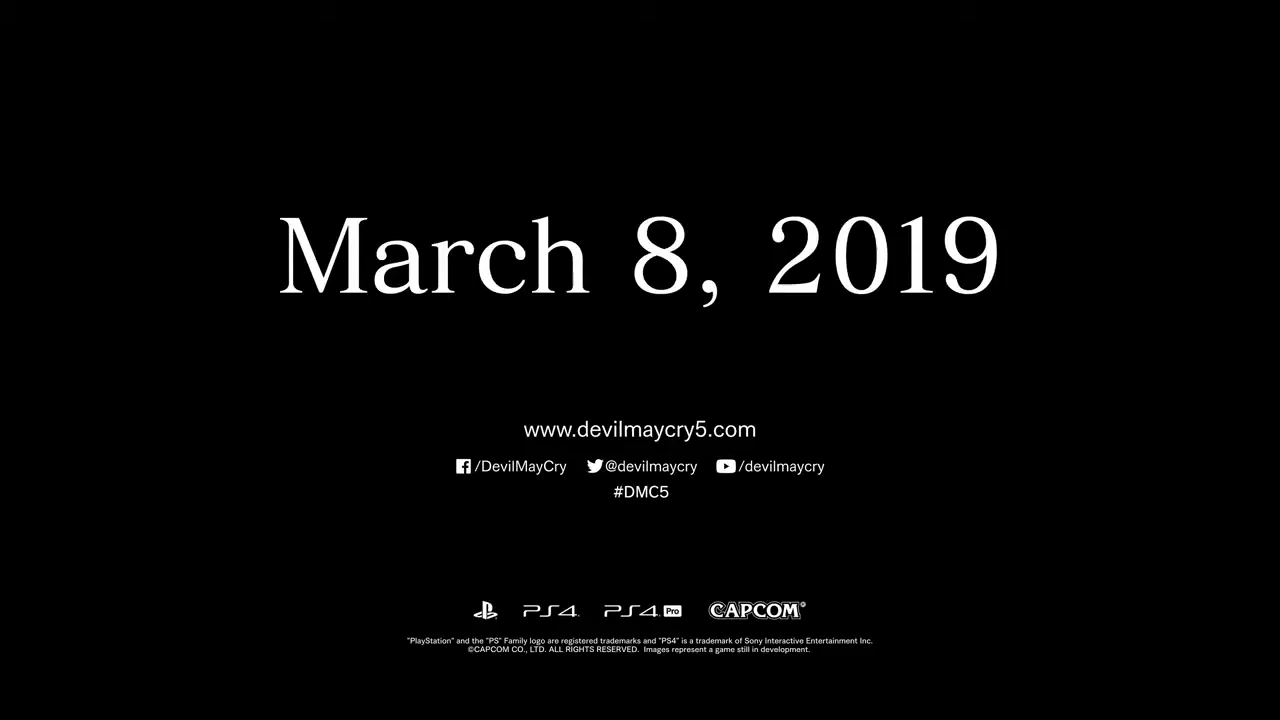 March 8, 2019
www.devilmaycry5.com
/DevilMayCry @devilmaycry /devilmaycry
#DMC5
PS4 PS4 Pro CAPCOM®
"PlayStation" and the "PS" Family logo are registered trademarks and "PS4" is a trademark of Sony Interactive Entertainment Inc.
©CAPCOM CO., LTD. ALL RIGHTS RESERVED. Images represent a game still in development.